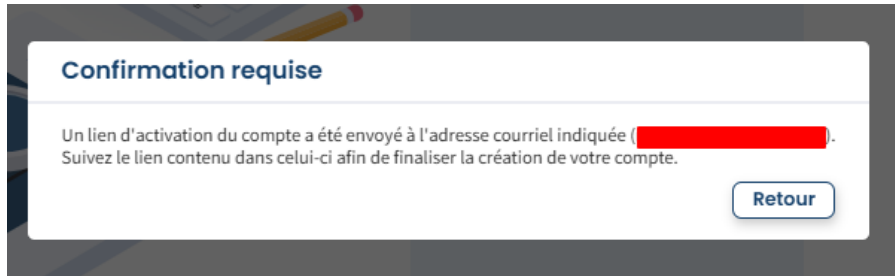 Confirmation requise
Un lien d'activation du compte a été envoyé à l'adresse courriel indiquée ( ).
Suivez le lien contenu dans celui-ci afin de finaliser la création de votre compte.
Retour